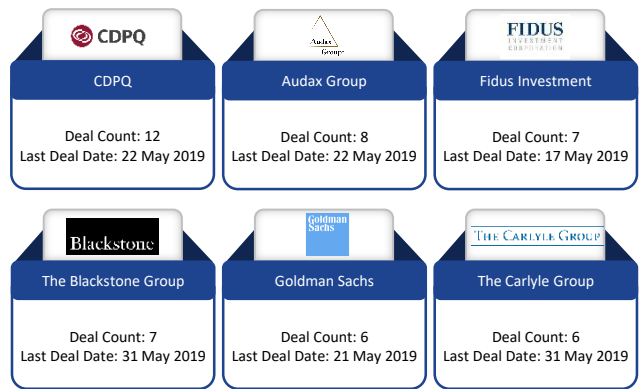 CDPQ
CDPQ
Deal Count: 12
Last Deal Date: 22 May 2019
Audax
Group
Audax Group
Deal Count: 8
Last Deal Date: 22 May 2019
FIDUS
INVESTMENT
CORPORATION
Fidus Investment
Deal Count: 7
Last Deal Date: 17 May 2019
Blackstone
The Blackstone Group
Deal Count: 7
Last Deal Date: 31 May 2019
Goldman
Sachs
Goldman Sachs
Deal Count: 6
Last Deal Date: 21 May 2019
THE CARLYLE GROUP
The Carlyle Group
Deal Count: 6
Last Deal Date: 31 May 2019